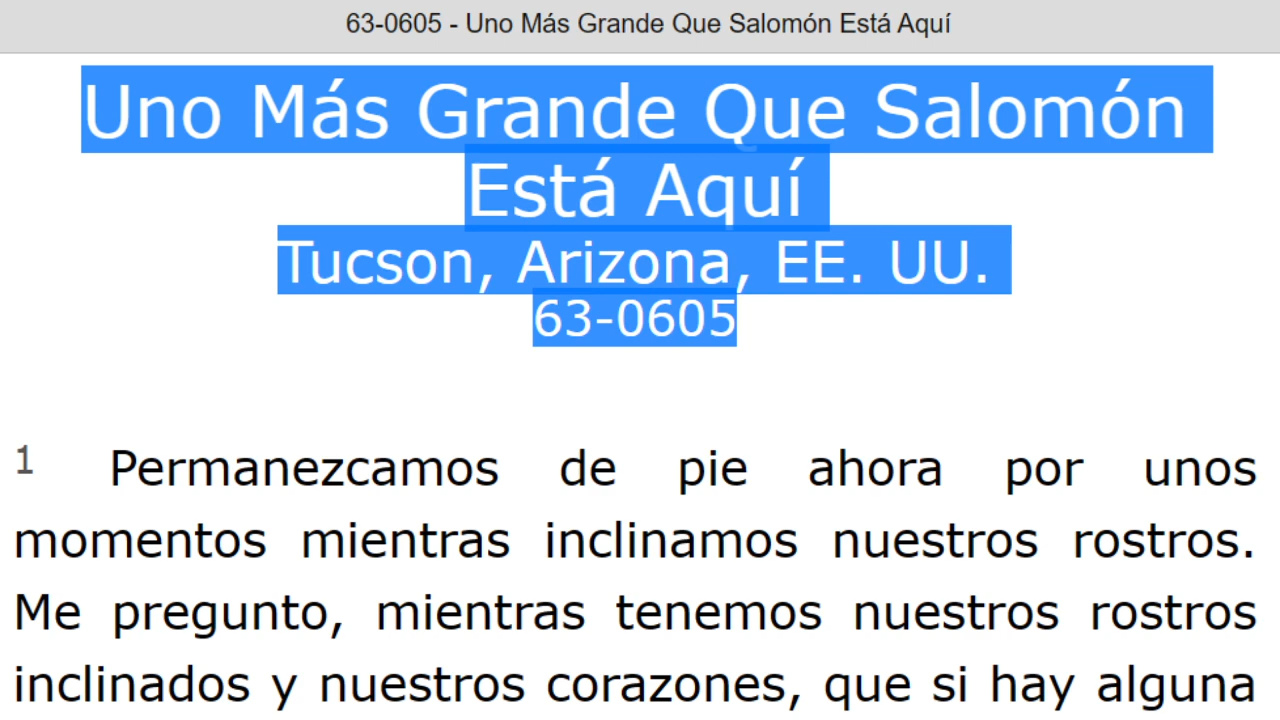 63-0605 - Uno Más Grande Que Salomón Está Aquí
Uno Más Grande Que Salomón
Está Aquí
Tucson, Arizona, EE. UU.
63-0605
1 Permanezcamos de pie ahora por unos
momentos mientras inclinamos nuestros rostros.
Me pregunto, mientras tenemos nuestros rostros
inclinados y nuestros corazones, que si hay alguna